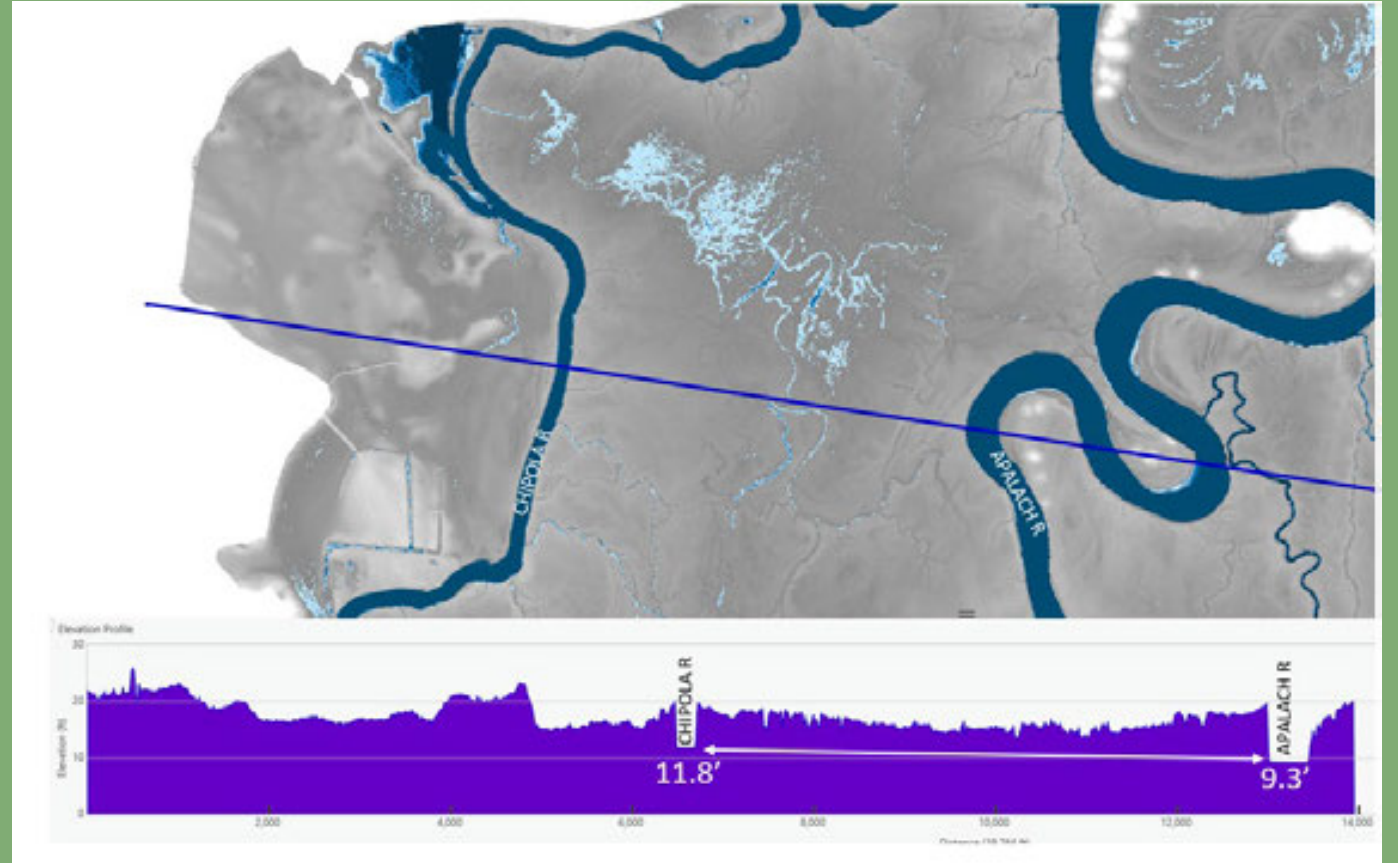 CHIPOLA R
APALACH R
Elevation Profile
30
20
10
0
Elevation (ft)
CHIPOLA R
APALACH R
11.8’
9.3’
2,000
4,000
6,000
8,000
10,000
12,000
14,000